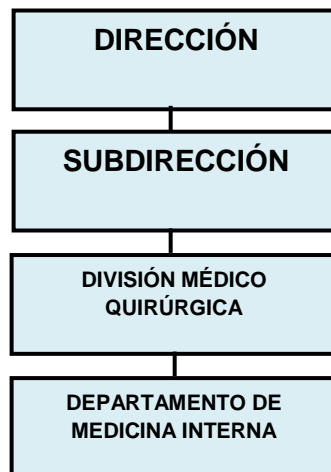 DIRECCIÓN
SUBDIRECCIÓN
DIVISIÓN MÉDICO
QUIRÚRGICA
DEPARTAMENTO DE
MEDICINA INTERNA